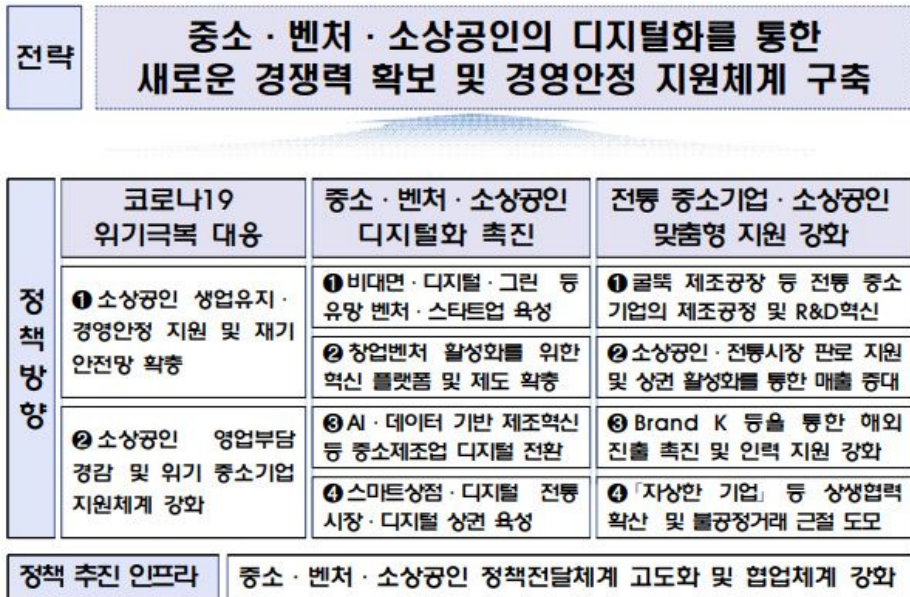 전략
중소 · 벤처 · 소상공인의 디지털화를 통한
새로운 경쟁력 확보 및 경영안정 지원체계 구축
정책방향
코로나19
위기극복 대응
❶ 소상공인 생업유지·
경영안정 지원 및 재기
안전망 확충
❷ 소상공인 영업부담
경감 및 위기 중소기업
지원체계 강화
중소 · 벤처 · 소상공인
디지털화 촉진
❶ 비대면·디지털·그린 등
유망 벤처·스타트업 육성
❷ 창업벤처 활성화를 위한
혁신 플랫폼 및 제도 확충
❸ AI·데이터 기반 제조혁신
등 중소제조업 디지털 전환
❹ 스마트상점·디지털 전통
시장·디지털 상권 육성
전통 중소기업·소상공인
맞춤형 지원 강화
❶ 굴뚝 제조공장 등 전통 중소
기업의 제조공정 및 R&D혁신
❷ 소상공인·전통시장 판로 지원
및 상권 활성화를 통한 매출 증대
❸ Brand K 등을 통한 해외
진출 촉진 및 인력 지원 강화
❹ 「자상한 기업」 등 상생협력
확산 및 불공정거래 근절 도모
정책 추진 인프라
중소 · 벤처 · 소상공인 정책전달체계 고도화 및 협업체계 강화